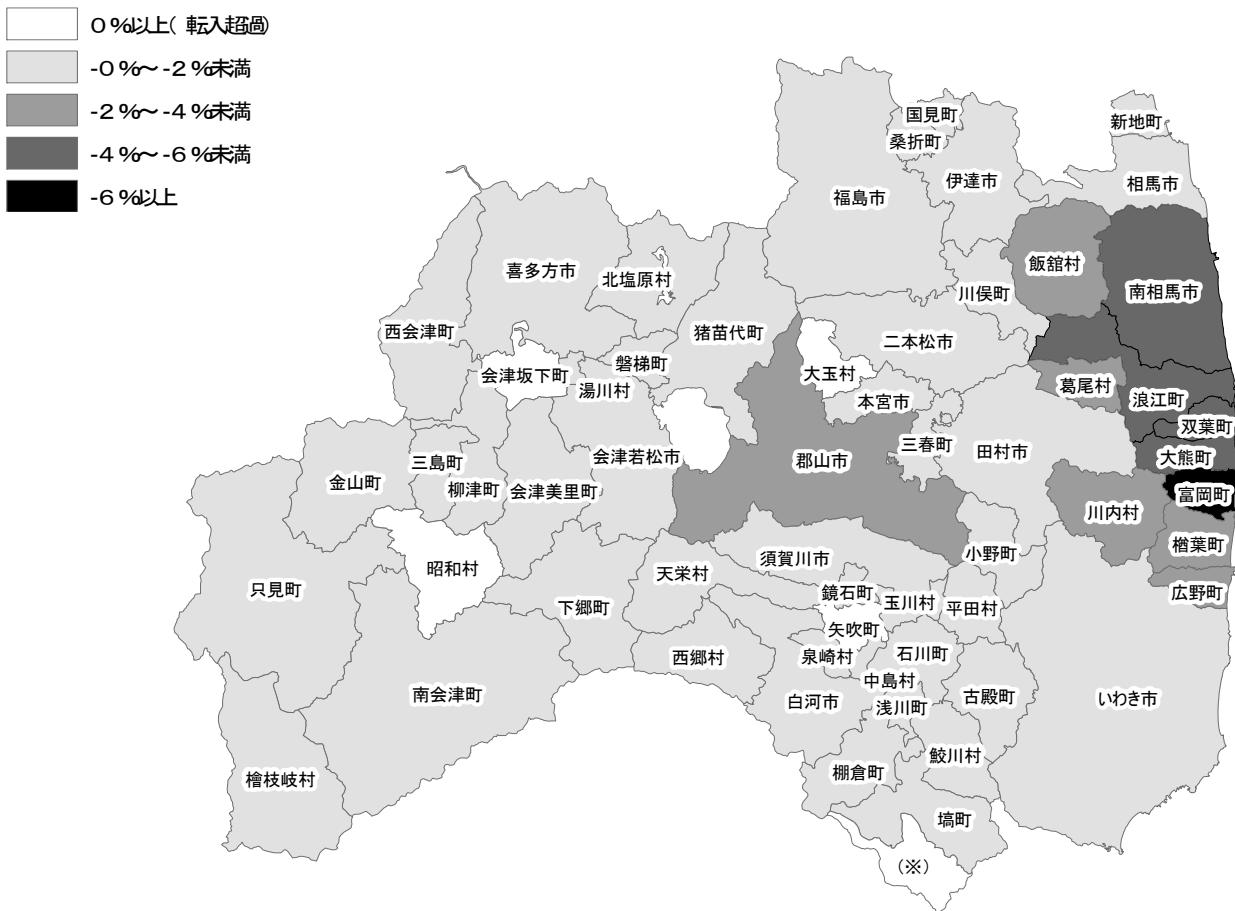 0%以上( 転入超過)
-0%～-2%未満
-2%～-4%未満
-4%～-6%未満
-6%以上
国見町
桑折町
新地町
伊達市
相馬市
福島市
飯舘村
喜多方市
北塩原村
川俣町
南相馬市
西会津町
猪苗代町
二本松市
磐梯町
会津坂下町
大玉村
湯川村
葛尾村
本宮市
浪江町
双葉町
三春町
田村市
会津若松市
大熊町
郡山市
三島町
金山町
柳津町
会津美里町
富岡町
川内村
楢葉町
小野町
須賀川市
昭和村
天栄村
只見町
鏡石町
広野町
玉川村
平田村
下郷町
矢吹町
石川町
泉崎村
西郷村
中島村
南会津町
白河市
浅川町
古殿町
いわき市
鮫川村
棚倉町
檜枝岐村
塙町
(※)